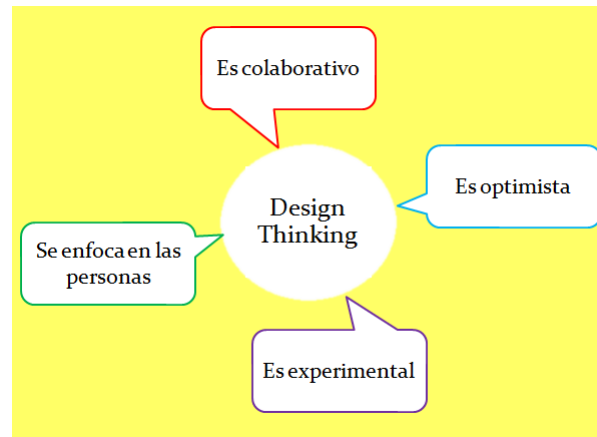 Es colaborativo
Es optimista
Design
Thinking
Se enfoca en las
personas
Es experimental